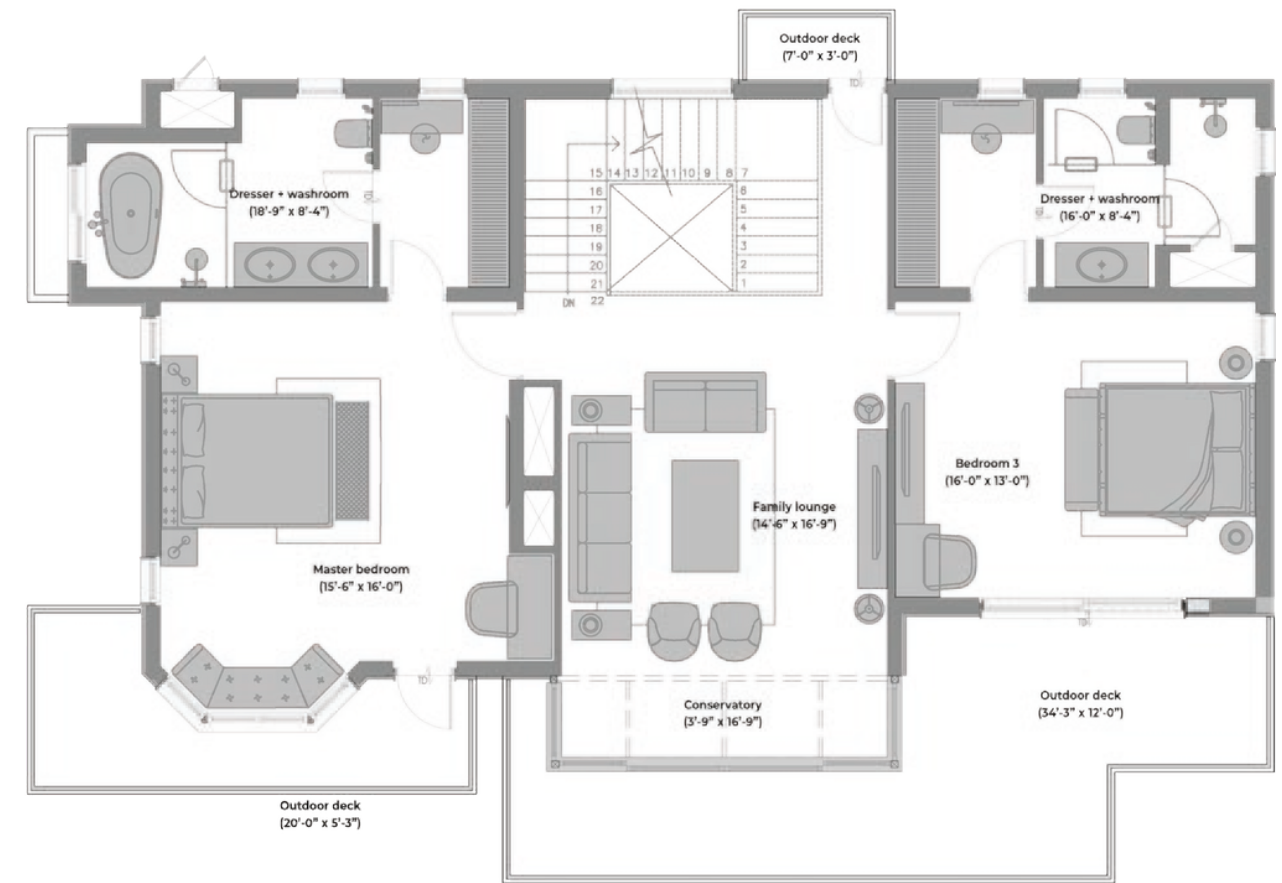 Outdoor deck
(7’-0” x 3’-0”)
Dresser + washroom
(18’-9” x 8’-4”)
15 14 13 12 11 10 9 8 7
16
17
18
19
20
21
22
6
5
4
3
2
1
DN
Dresser + washroom
(16’-0” x 8’-4”)
Bedroom 3
(16’-0” x 13’-0”)
Family lounge
(14’-6” x 16’-9”)
Master bedroom
(15’-6” x 16’-0”)
Conservatory
(3’-9” x 16’-9”)
Outdoor deck
(34’-3” x 12’-0”)
Outdoor deck
(20’-0” x 5’-3”)